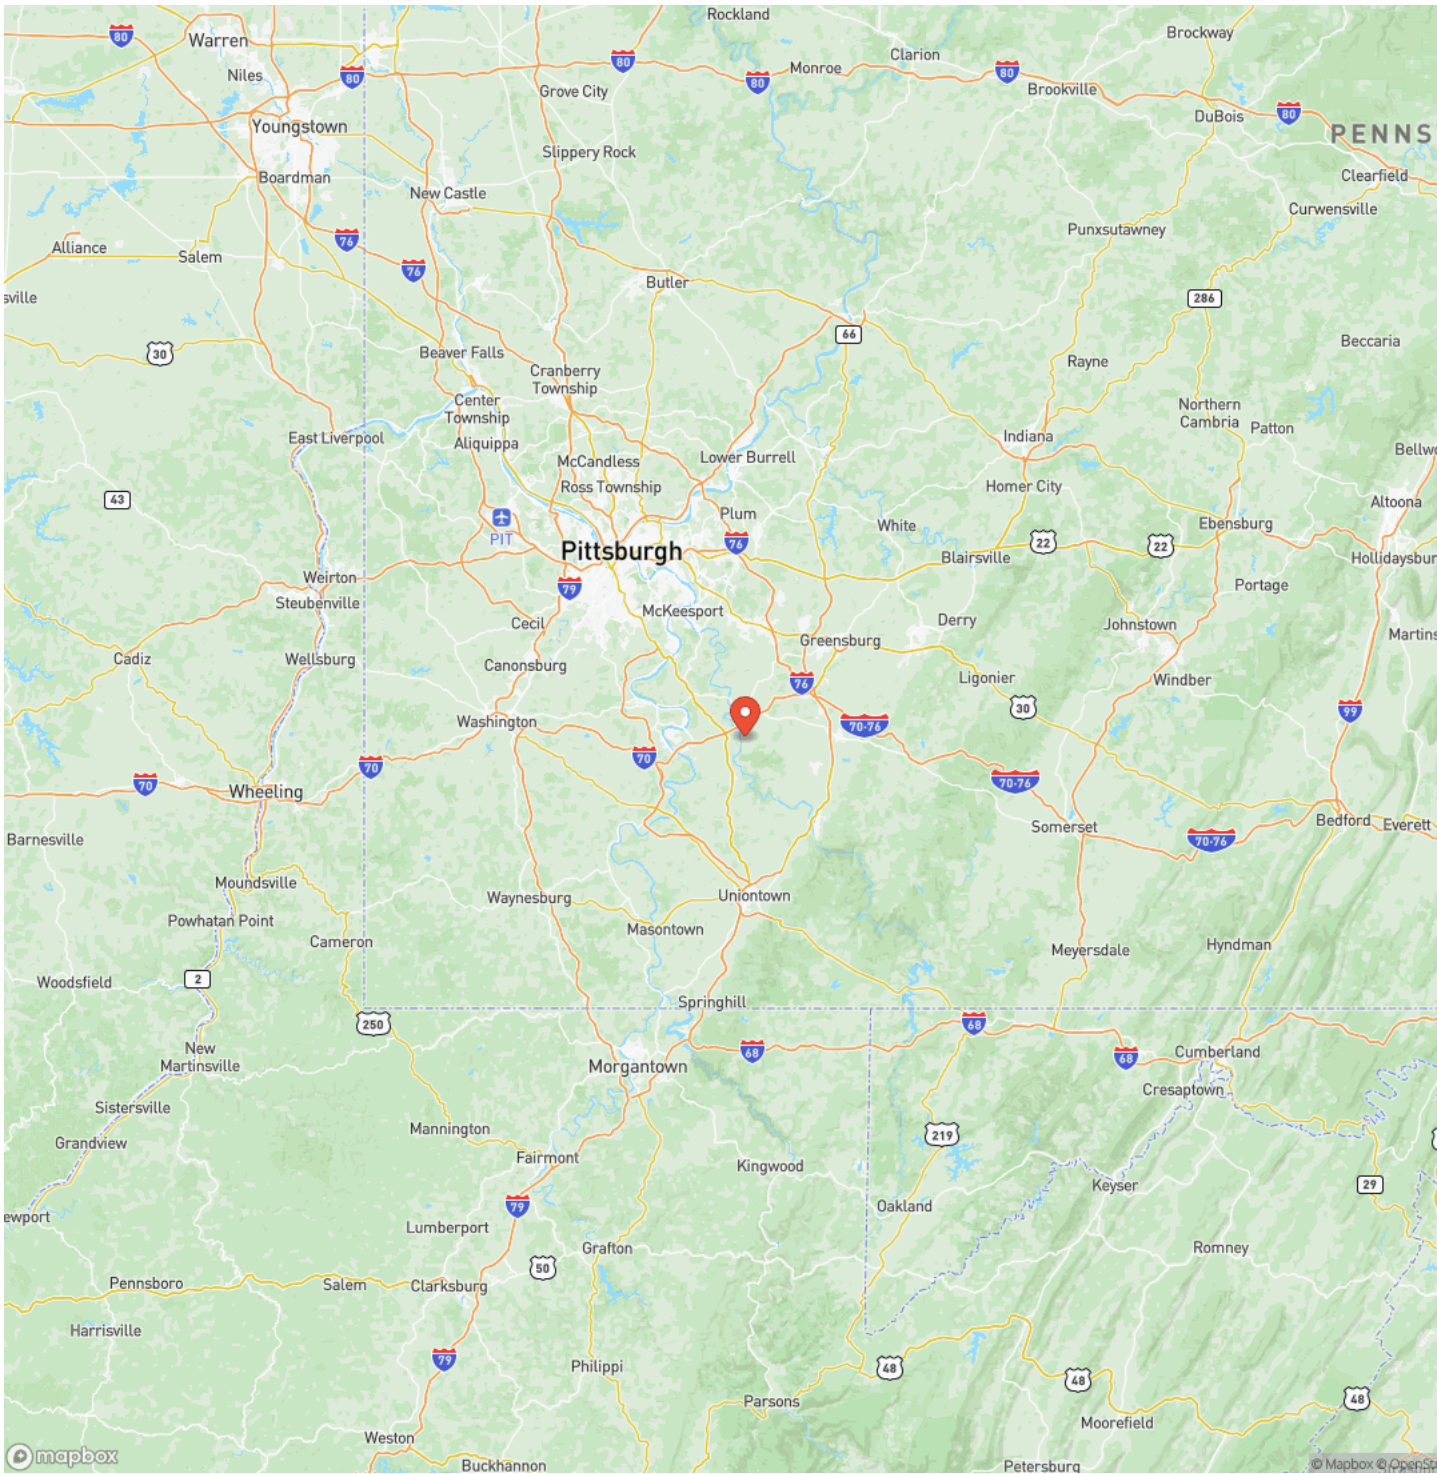 Rockland
80
Warren
Brockway
Clarion
80
Monroe
80
80
80
Niles
Grove City
Brookville
80
DuBois
Youngstown
PENNS
Slippery Rock
Boardman
Clearfield
New Castle
Curwensville
Punxsutawney
76
Alliance
Salem
76
Butler
sville
286
66
Beccaria
30
Beaver Falls
Rayne
Cranberry
Township
Center
Township
Northern
Cambria
Patton
East Liverpool
Aliquippa
Indiana
Bellwo
McCandless
Lower Burrell
Ross Township
Homer City
43
Altoona
Plum
PIT
White
Ebensburg
76
22
22
Pittsburgh
Blairsville
Hollidaysbur
Weirton
79
Portage
Steubenville
McKeesport
Cecil
Derry
Johnstown
Greensburg
Martins
Cadiz
Wellsburg
Canonsburg
Ligonier
Windber
76
30
99
Washington
70-76
70
70
70
70-76
Wheeling
Bedford
Everett
Somerset
Barnesville
70-76
Moundsville
Waynesburg
Uniontown
Powhatan Point
Masontown
Cameron
Meyersdale
Hyndman
Woodsfield
2
Springhill
250
68
New
Martinsville
68
68
Cumberland
Morgantown
Cresaptown
Sistersville
Mannington
219
Grandview
Fairmont
Kingwood
Keyser
29
79
Oakland
ewport
Lumberport
Grafton
Romney
50
Pennsboro
Salem
Clarksburg
Harrisville
79
Philippi
48
48
48
Parsons
Moorefield
Weston
mapbox
Buckhannon
Petersburg
© Mapbox © OpenStr